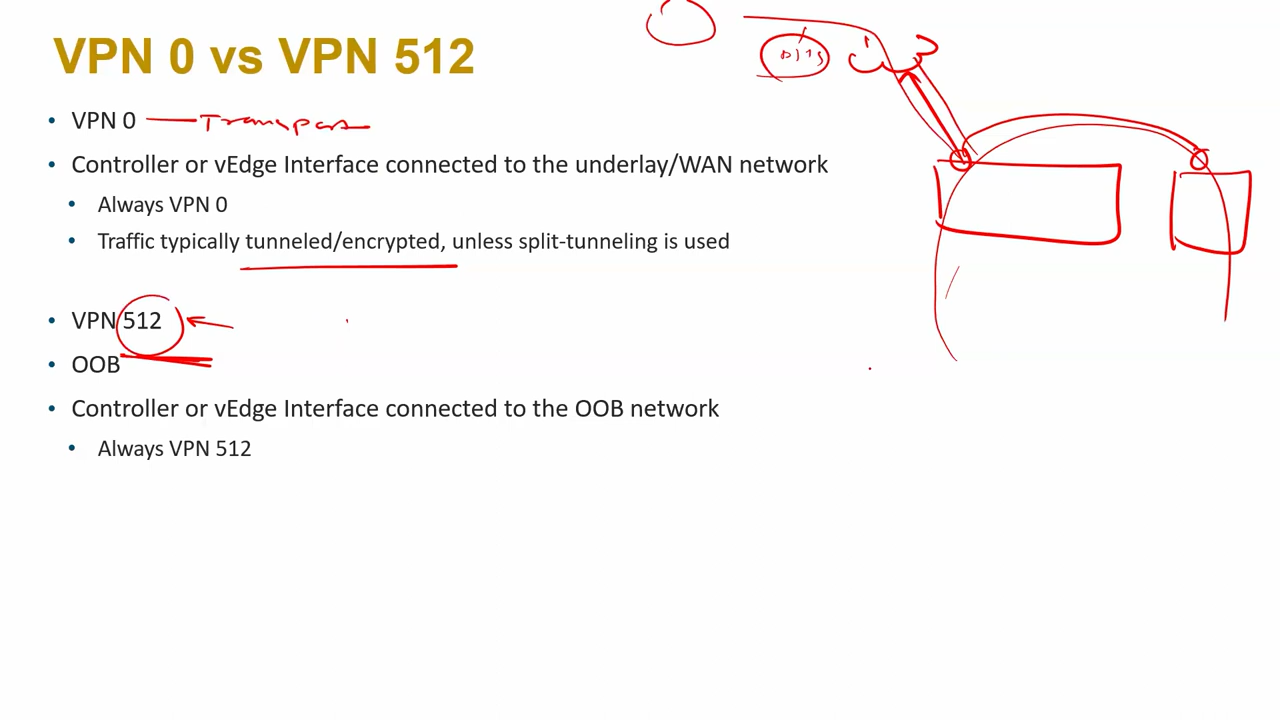 VPN 0 vs VPN 512
• VPN 0
• Controller or vEdge Interface connected to the underlay/WAN network
• Always VPN 0
• Traffic typically tunneled/encrypted, unless split-tunneling is used
• VPN 512
• OOB
• Controller or vEdge Interface connected to the OOB network
• Always VPN 512